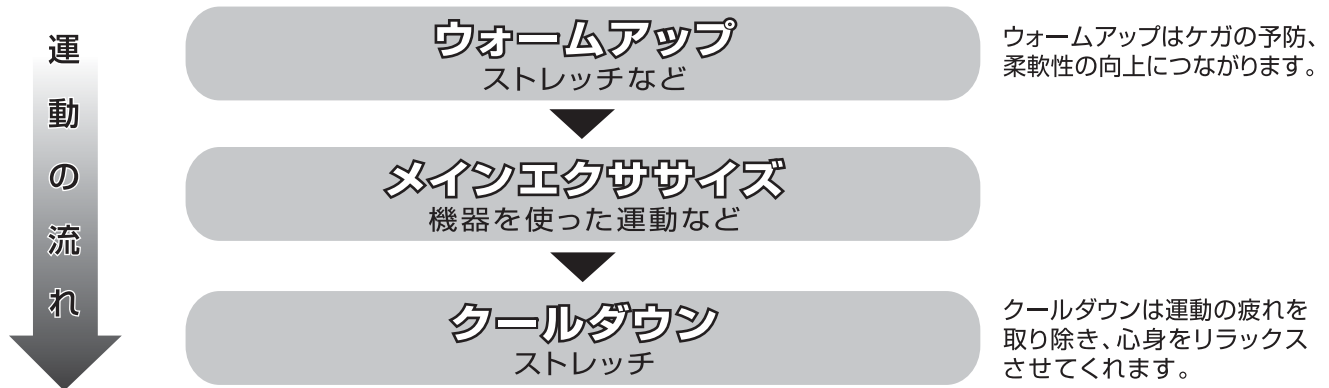 運動の流れ
ウォームアップ
ストレッチなど
ウォームアップはケガの予防、
柔軟性の向上につながります。
メインエクササイズ
機器を使った運動など
クールダウン
ストレッチ
クールダウンは運動の疲れを
取り除き、心身をリラックス
させてくれます。